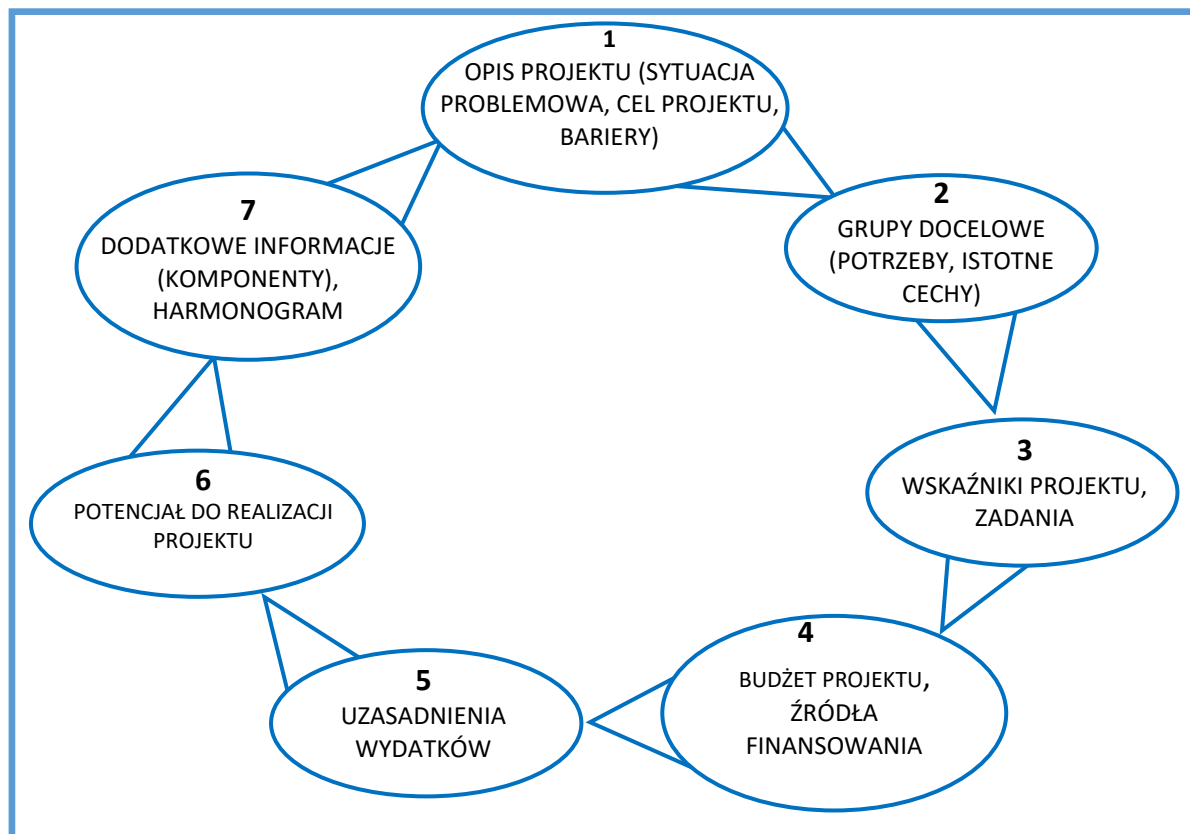 1
OPIS PROJEKTU (SYTUACJA
PROBLEMOWA, CEL PROJEKTU,
BARIERY)
2
GRUPY DOCELOWE
(POTRZEBY, ISTOTNE
CECHY)
3
WSKAŹNIKI PROJEKTU,
ZADANIA
4
BUDŻET PROJEKTU,
ŹRÓDŁA
FINANSOWANIA
5
UZASADNIENIA
WYDATKÓW
6
POTENCJAŁ DO REALIZACJI
PROJEKTU
7
DODATKOWE INFORMACJE
(KOMPONENTY),
HARMONOGRAM